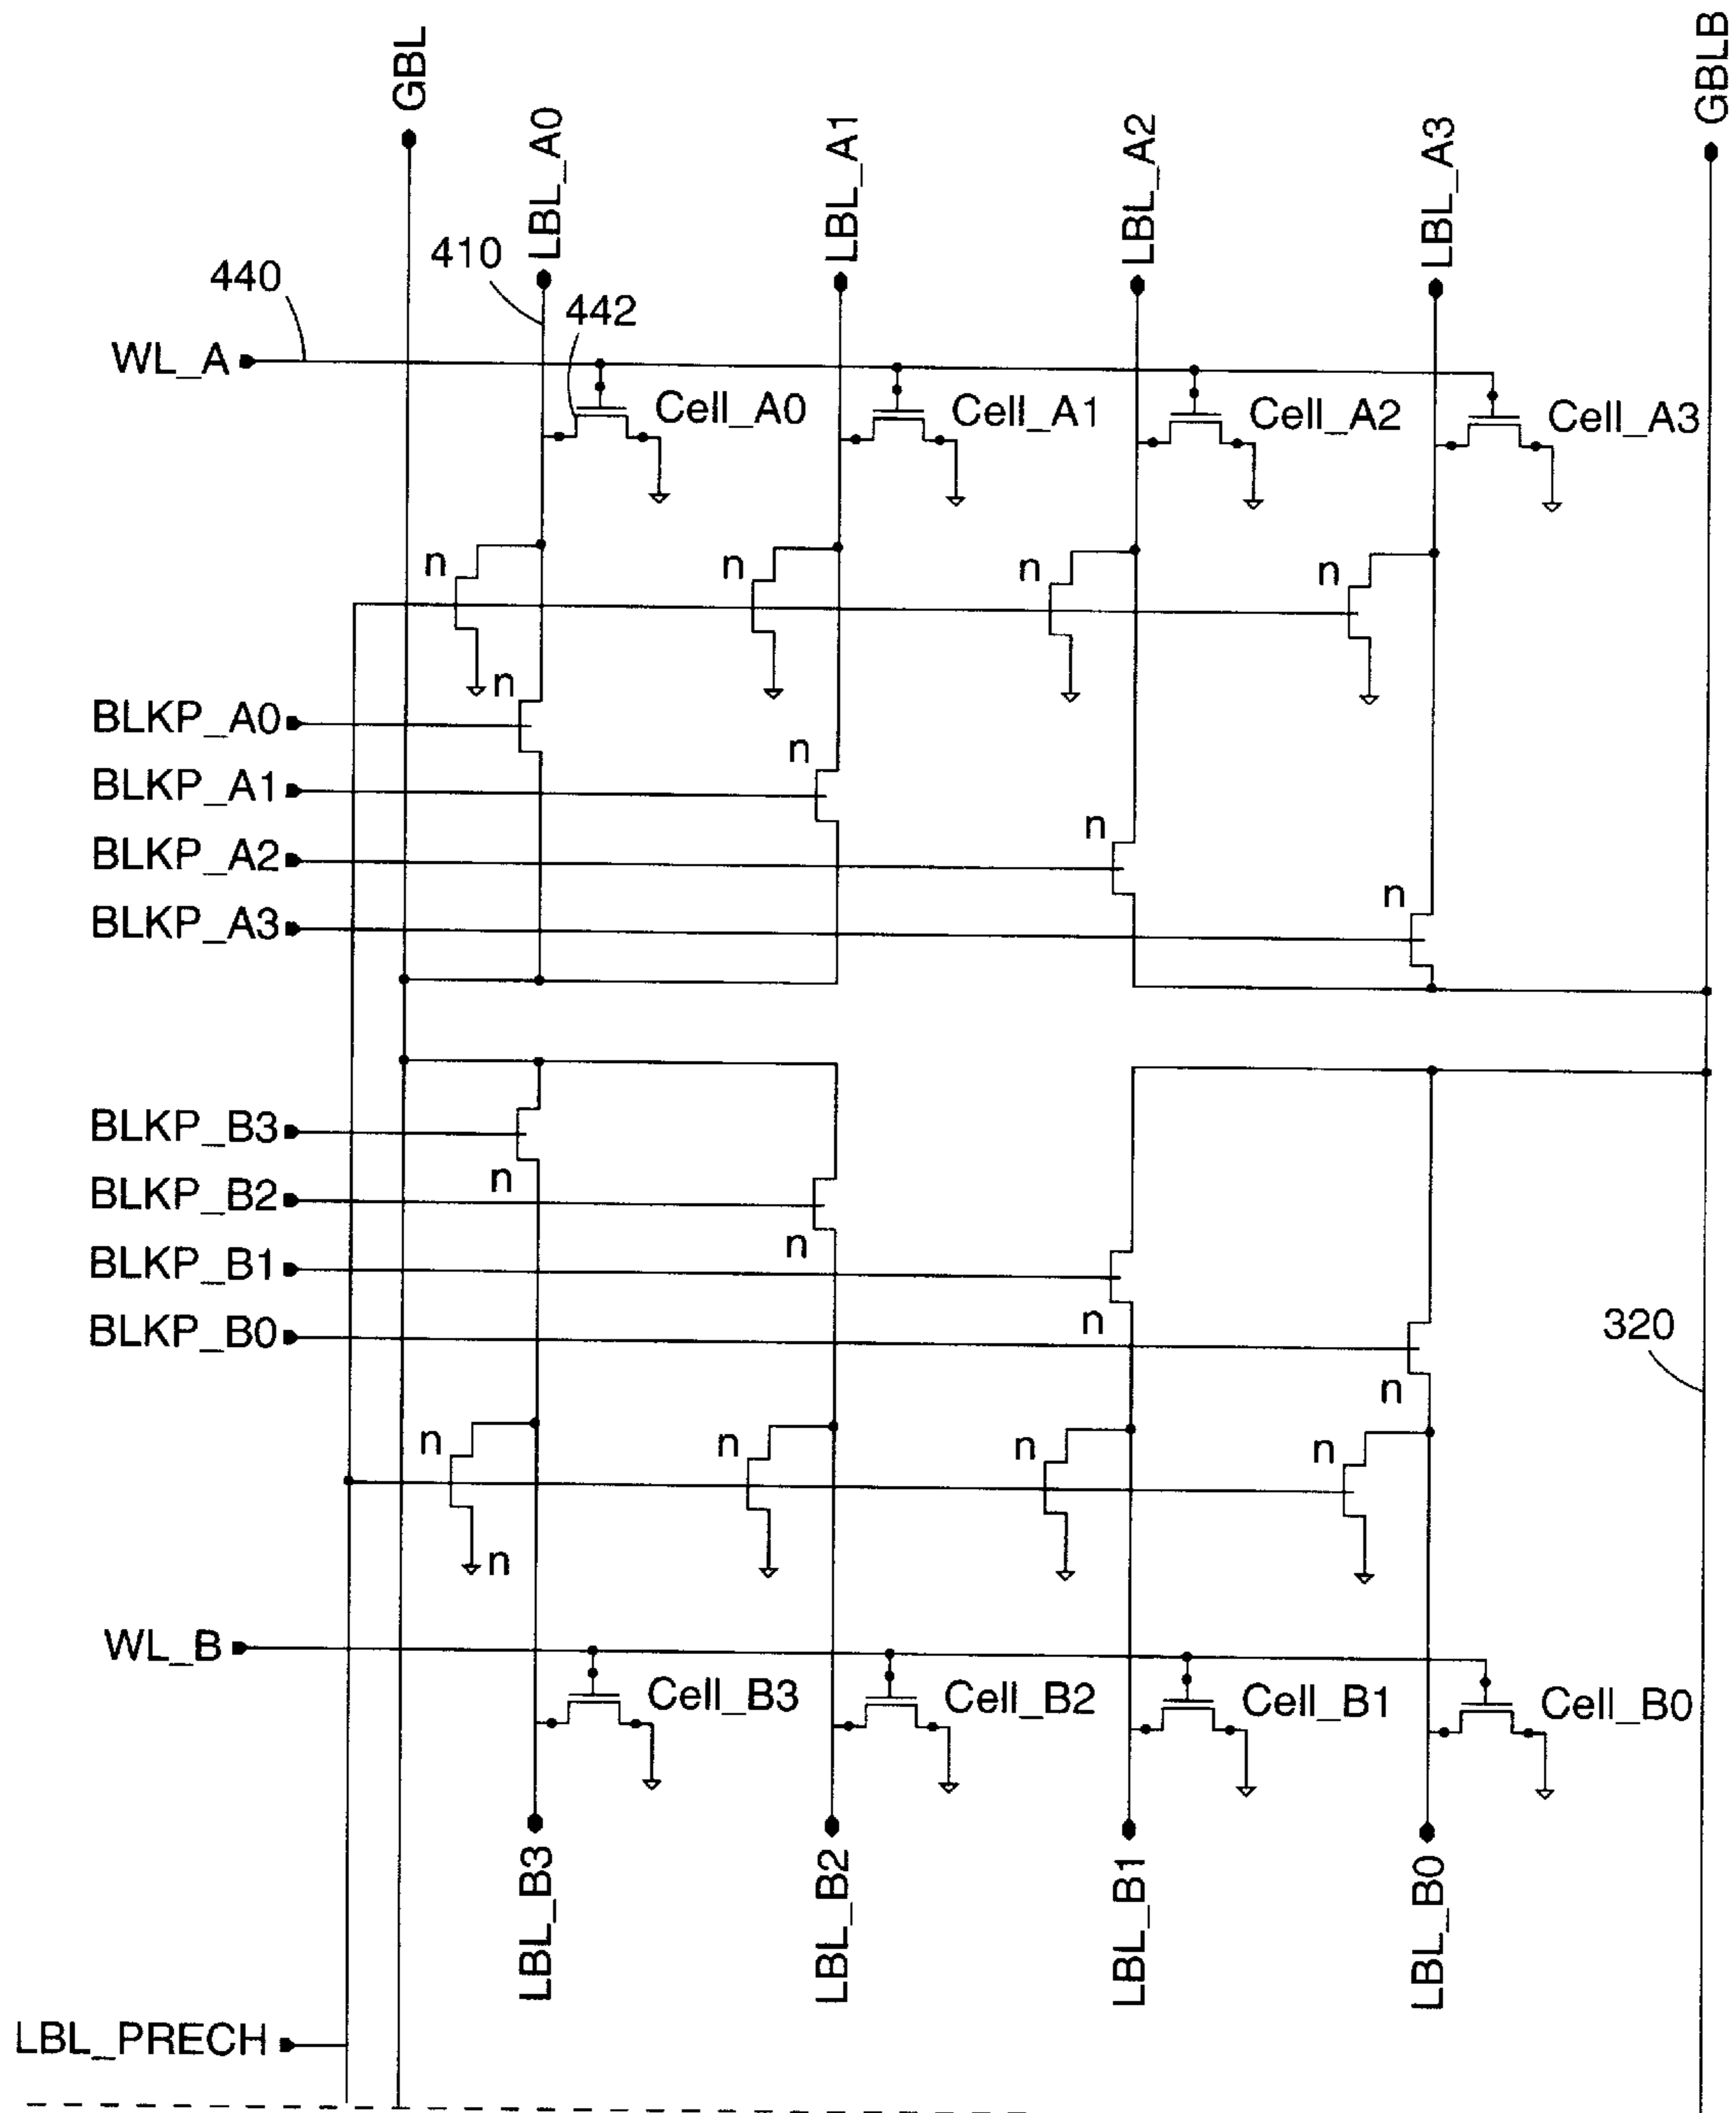 GBL
GBLB
LBL_A0
LBL_A1
LBL_A2
LBL_A3
410
440
442
WL_A
Cell_A0
Cell_A1
Cell_A2
Cell_A3
n
n
n
n
n
BLKP_A0
n
BLKP_A1
n
BLKP_A2
n
BLKP_A3
BLKP_B3
n
BLKP_B2
n
BLKP_B1
n
BLKP_B0
320
n
n
n
n
n
n
WL_B
Cell_B3
Cell_B2
Cell_B1
Cell_B0
LBL_B3
LBL_B2
LBL_B1
LBL_B0
LBL_PRECH